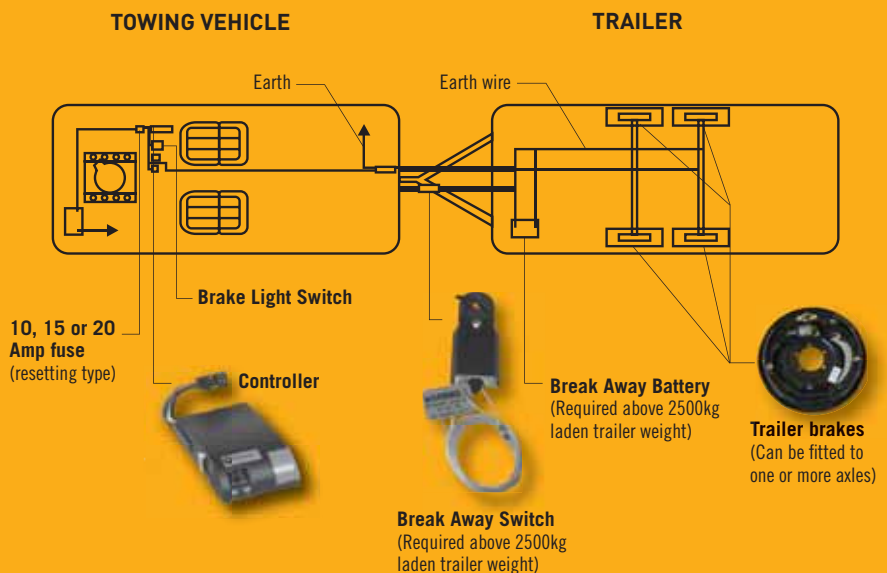 TOWING VEHICLE
TRAILER
Earth
Earth wire
Brake Light Switch
10, 15 or 20
Amp fuse
(resetting type)
Controller
Break Away Battery
(Required above 2500kg
laden trailer weight)
Trailer brakes
(Can be fitted to
one or more axles)
Break Away Switch
(Required above 2500kg
laden trailer weight)